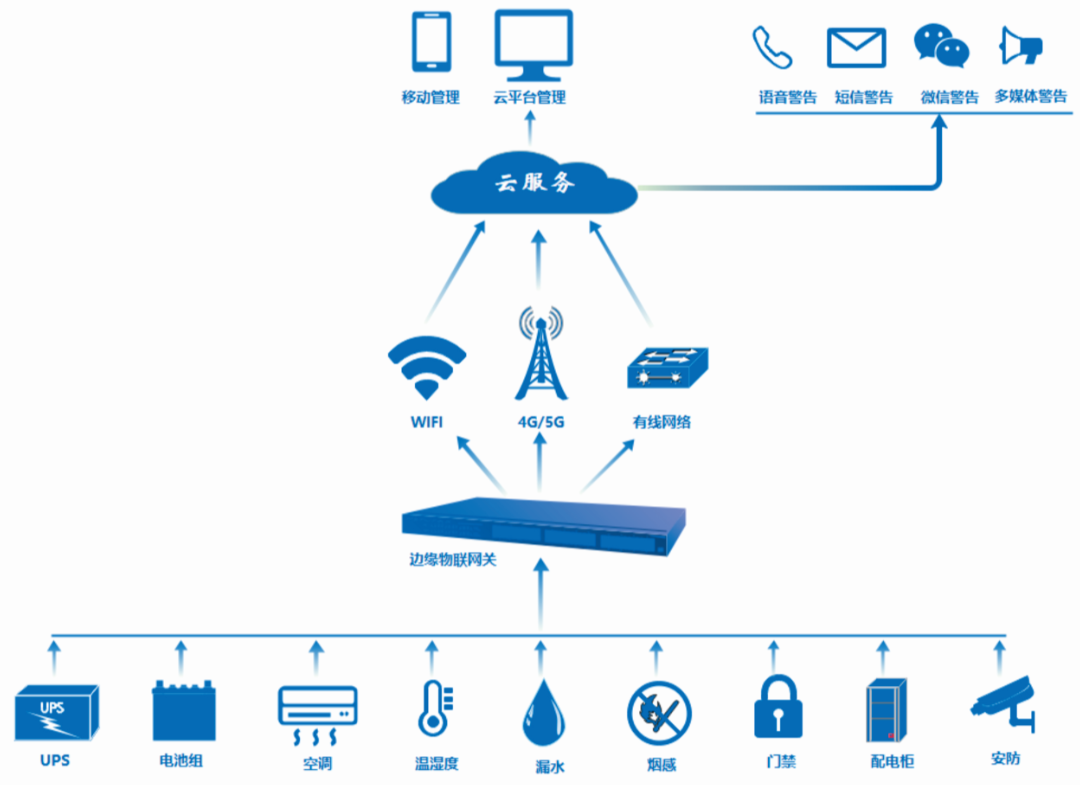 移动管理
云平台管理
语音警告
短信警告
微信警告
多媒体警告
云服务
WIFI
4G/5G
有线网络
边缘物联网关
UPS
UPS
电池组
空调
温湿度
漏水
烟感
门禁
配电柜
安防